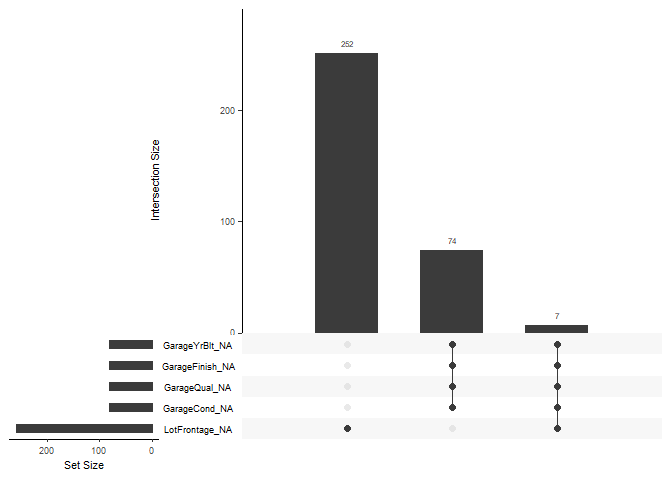 252
200
Intersection Size
100
74
7
0
GarageYrBlt_NA
GarageFinish_NA
GarageQual_NA
GarageCond_NA
LotFrontage_NA
200 100 0
Set Size